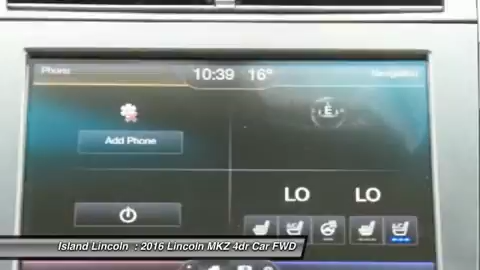 Phone 10:39 16° Navigation
E
Add Phone
LO LO
Island Lincoln : 2016 Lincoln MKZ 4dr Car FWD